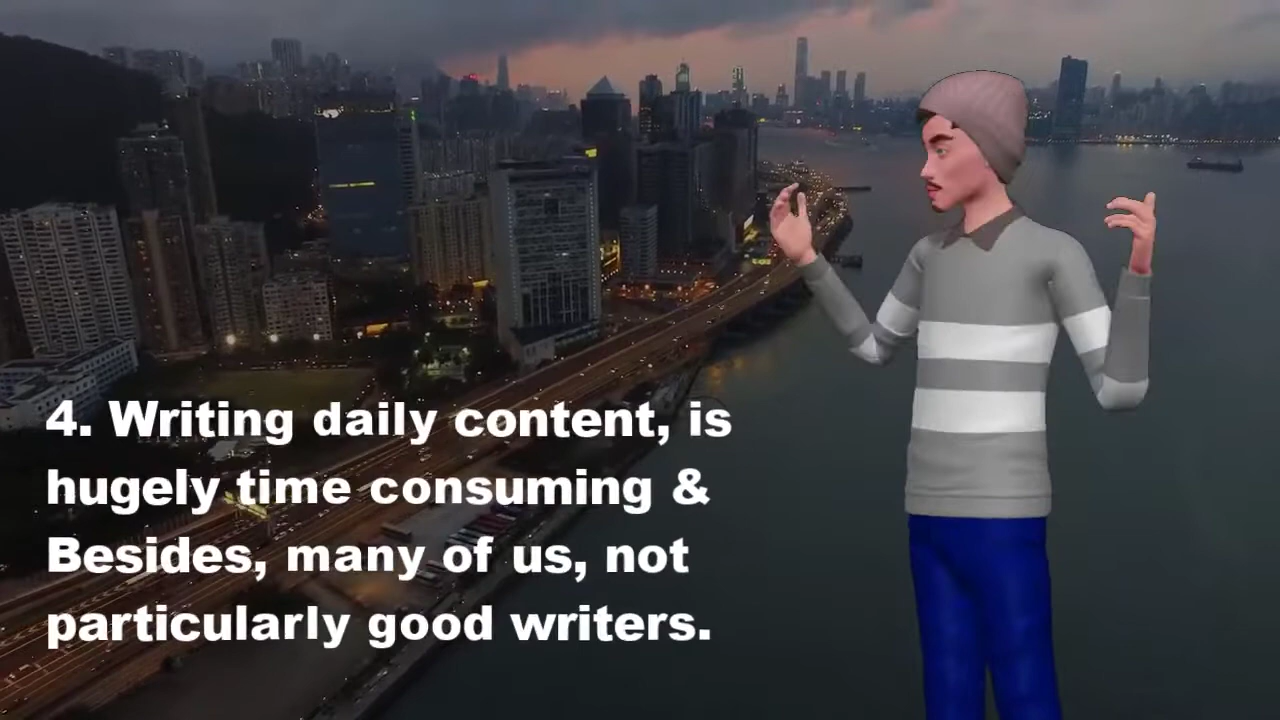 4. Writing daily content, is
hugely time consuming &
Besides, many of us, not
particularly good writers.